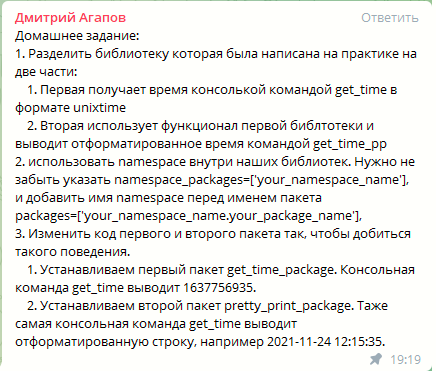 Дмитрий Агапов
Ответить
Домашнее задание:
1. Разделить библиотеку которая была написана на практике на
две части:
1. Первая получает время консолькой командой get_time в
формате unixtime
2. Вторая использует функционал первой библтотеки и
выводит отформатированное время командой get_time_pp
2. использовать namespace внутри наших библиотек. Нужно не
забыть указать namespace_packages=['your_namespace_name'],
и добавить имя namespace перед именем пакета
packages=['your_namespace_name.your_package_name'],
3. Изменить код первого и второго пакета так, чтобы добиться
такого поведения.
1. Устанавливаем первый пакет get_time_package. Консольная
команда get_time выводит 1637756935.
2. Устанавливаем второй пакет pretty_print_package. Таже
самая консольная команда get_time выводит
отформатированную строку, например 2021-11-24 12:15:35.
19:19